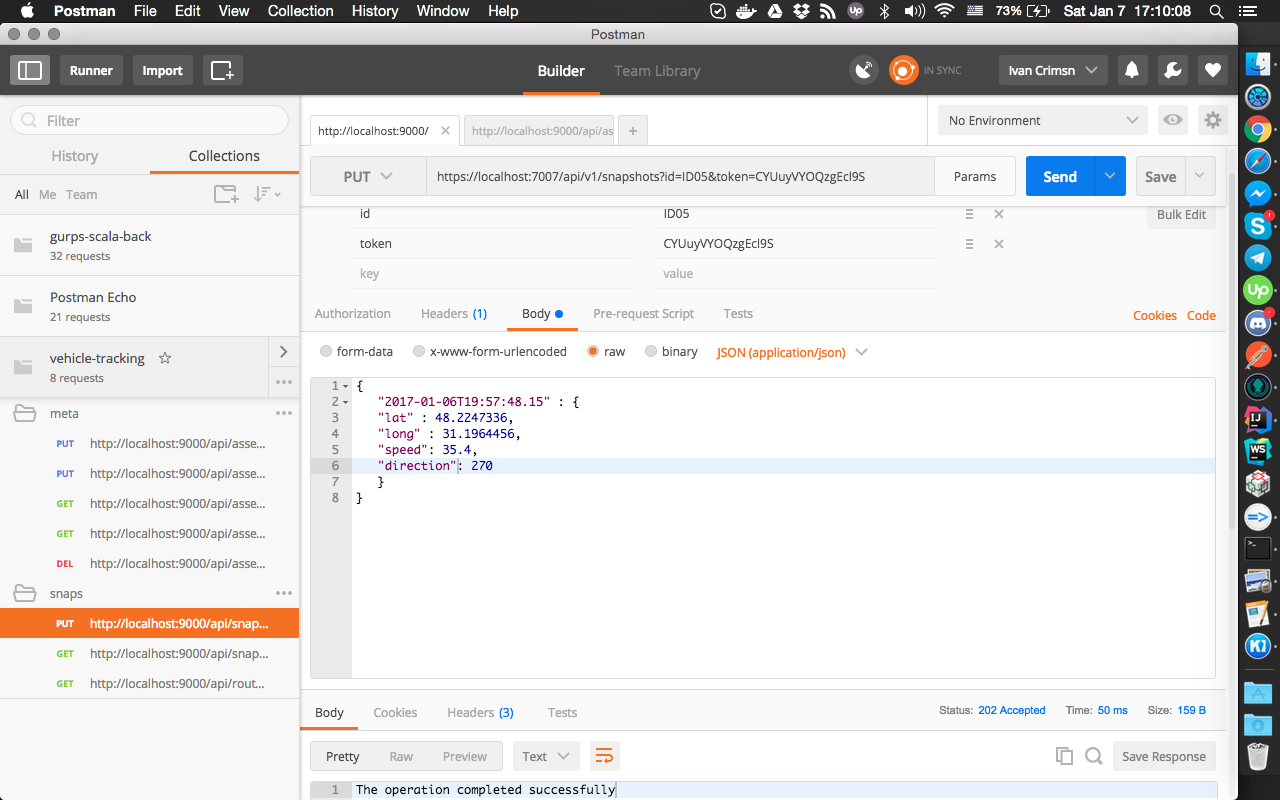 Postman File Edit View Collection History Window Help 73% Sat Jan 7 17:10:08
Postman
Runner Import Builder Team Library IN SYNC Ivan Crimsn
Filter
History Collections
All Me Team
gurps-scala-back
32 requests
Postman Echo
21 requests
vehicle-tracking
8 requests
meta
PUT http://localhost:9000/api/asse...
PUT http://localhost:9000/api/asse...
GET http://localhost:9000/api/asse...
GET http://localhost:9000/api/asse...
DEL http://localhost:9000/api/asse...
snaps
PUT http://localhost:9000/api/snap...
GET http://localhost:9000/api/snap...
GET http://localhost:9000/api/rout...
http://localhost:9000/ http://localhost:9000/api/as No Environment
PUT https://localhost:7007/api/v1/snapshots?id=ID05&token=CYUuyVYOQzgEcl9S Params Send Save
id ID05 Bulk Edit
token CYUuyVYOQzgEcl9S
key value
Authorization Headers (1) Body Pre-request Script Tests Cookies Code
form-data x-www-form-urlencoded raw binary JSON (application/json)
1 {
2 "2017-01-06T19:57:48.15" : {
3 "lat" : 48.2247336,
4 "long" : 31.1964456,
5 "speed": 35.4,
6 "direction": 270
7 }
8 }
Body Cookies Headers (3) Tests Status: 202 Accepted Time: 50 ms Size: 159 B
Pretty Raw Preview Text Save Response
1 The operation completed successfully